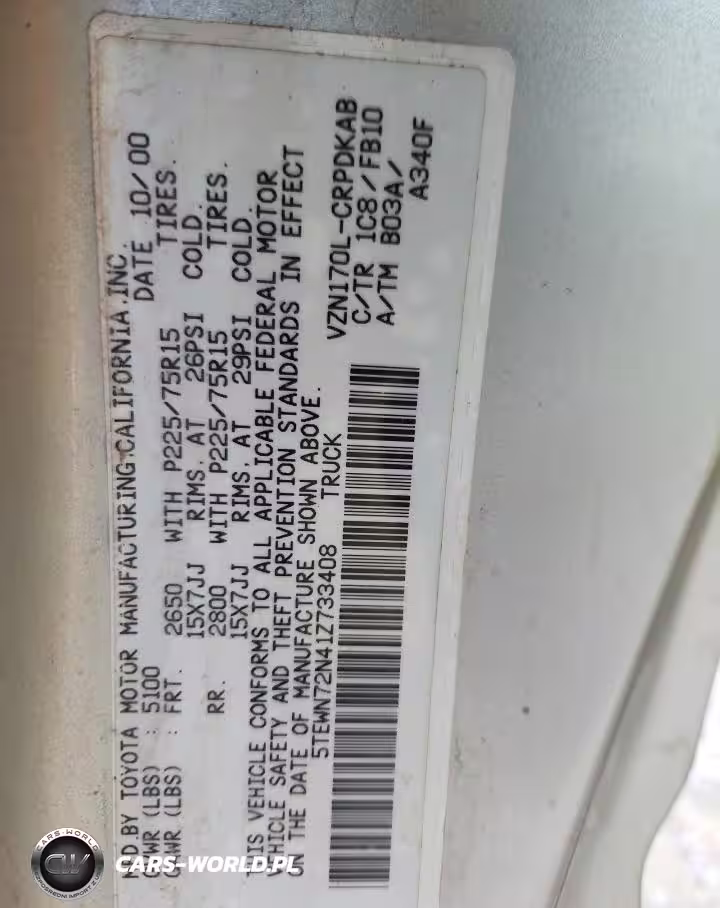 MFD.BY TOYOTA MOTOR MANUFACTURING,CALIFORNIA,INC.
DATE 10/00
GVWR (LBS) : 5100
GAWR (LBS) : FRT. 2650 WITH P225/75R15 TIRES.
15X7JJ RIMS, AT 26PSI COLD.
RR. 2800 WITH P225/75R15 TIRES.
15X7JJ RIMS, AT 29PSI COLD.
THIS VEHICLE CONFORMS TO ALL APPLICABLE FEDERAL MOTOR
VEHICLE SAFETY AND THEFT PREVENTION STANDARDS IN EFFECT
ON THE DATE OF MANUFACTURE SHOWN ABOVE.
5TEWN72N41Z733408 TRUCK
VZN170L-CRPDKAB
C/TR 1C8/FB10
A/TM B03A/
A340F
CARS-WORLD
CW
CARS-WORLD.PL